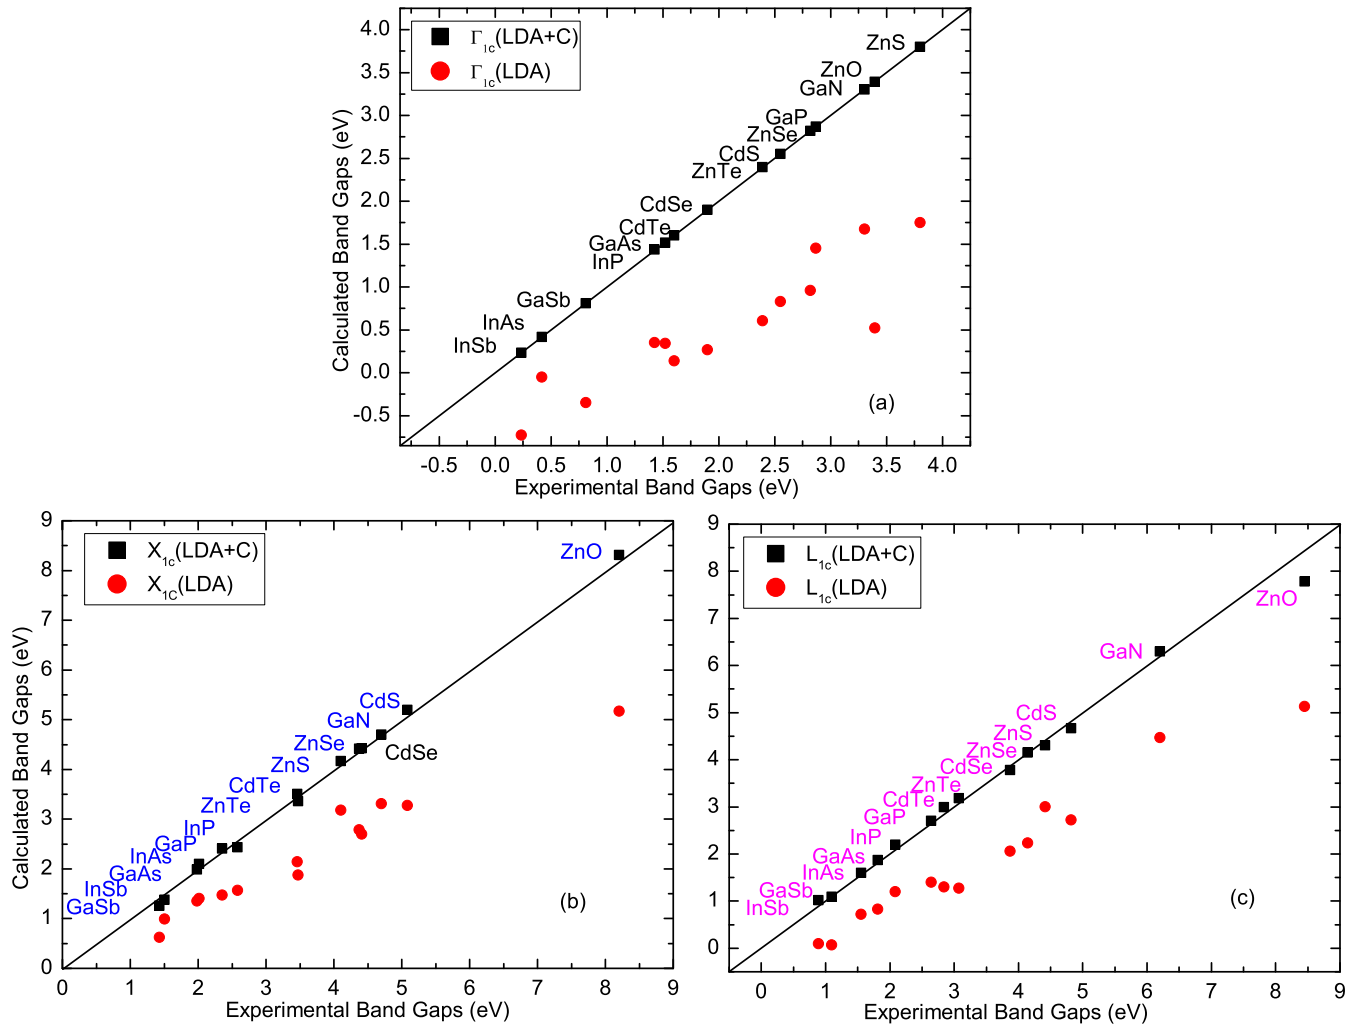 Γ1c(LDA+C)
Γ1c(LDA)
4.0
3.5
3.0
2.5
2.0
1.5
1.0
0.5
0.0
-0.5
Calculated Band Gaps (eV)
ZnS
ZnO
GaN
GaP
ZnSe
CdS
ZnTe
CdSe
CdTe
GaAs
InP
GaSb
InAs
InSb
(a)
-0.5 0.0 0.5 1.0 1.5 2.0 2.5 3.0 3.5 4.0
Experimental Band Gaps (eV)
X1c(LDA+C)
X1C(LDA)
9
8
7
6
5
4
3
2
1
0
Calculated Band Gaps (eV)
ZnO
CdS
GaN
ZnSe
CdSe
ZnS
CdTe
ZnTe
InP
GaP
InAs
GaAs
InSb
GaSb
(b)
0 1 2 3 4 5 6 7 8 9
Experimental Band Gaps (eV)
L1c(LDA+C)
L1c(LDA)
9
8
7
6
5
4
3
2
1
0
ZnO
GaN
CdS
ZnS
ZnSe
CdSe
ZnTe
CdTe
GaP
InP
GaAs
InAs
GaSb
InSb
(c)
0 1 2 3 4 5 6 7 8 9
Experimental Band Gaps (eV)